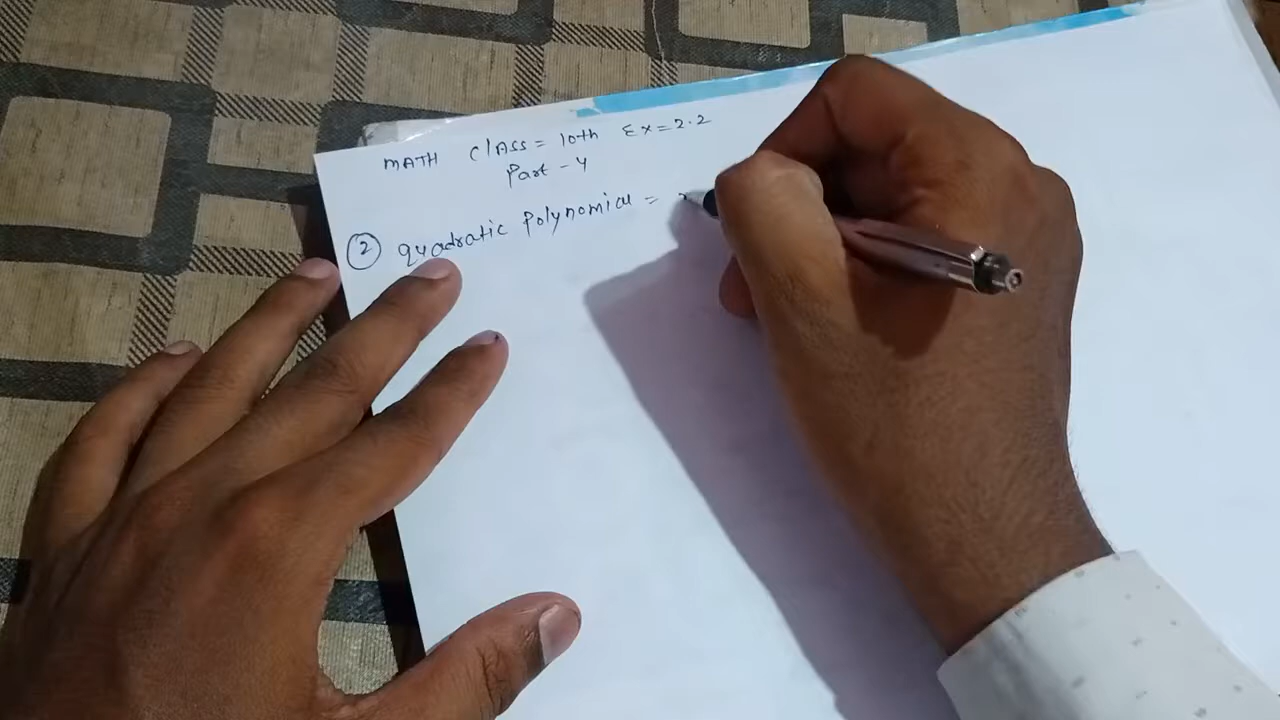 MATH ClASS = 10th Ex = 2.2
Part - 4
② quadratic Polynomial =